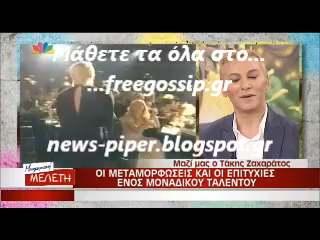 Μάθετε τα όλα στο...
...freegossip.gr
news-piper.blogspot.gr
Μαζί μας ο Τάκης Ζαχαράτος
Μεσημεριανή
ΜΕΛΕΤΗ
ΟΙ ΜΕΤΑΜΟΡΦΩΣΕΙΣ ΚΑΙ ΟΙ ΕΠΙΤΥΧΙΕΣ
ΕΝΟΣ ΜΟΝΑΔΙΚΟΥ ΤΑΛΕΝΤΟΥ